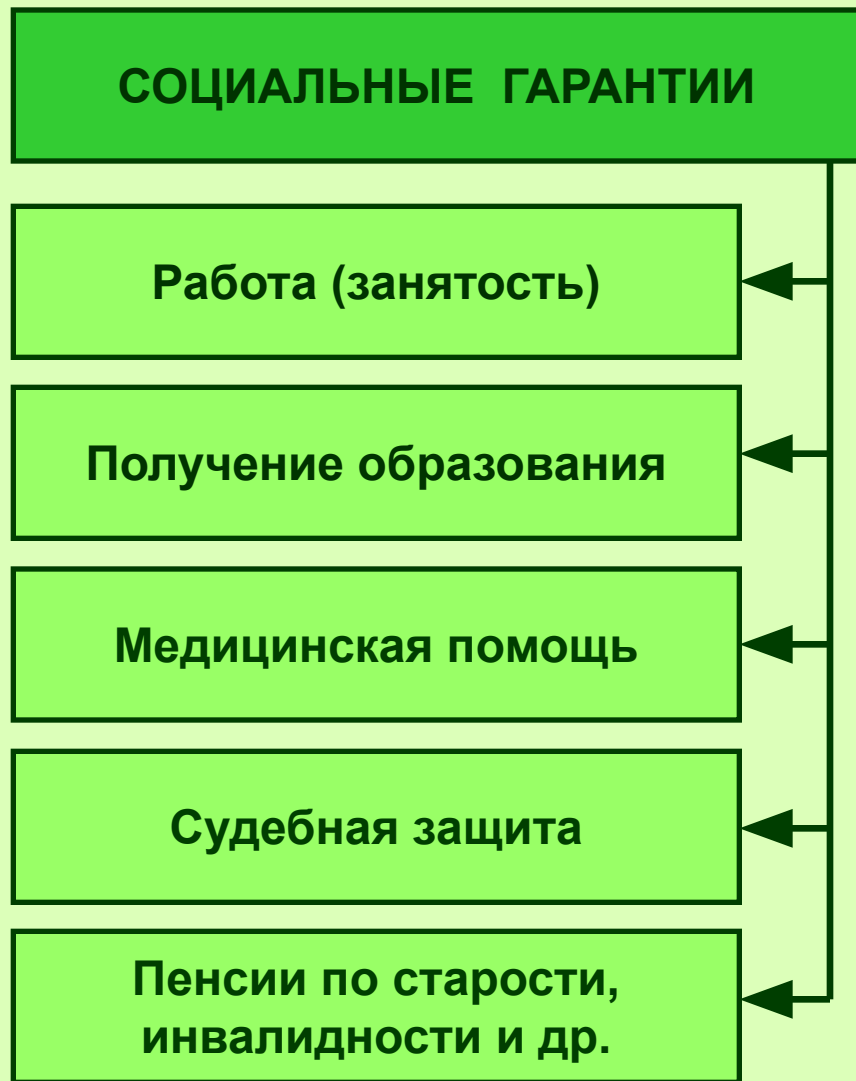 СОЦИАЛЬНЫЕ ГАРАНТИИ
Работа (занятость)
Получение образования
Медицинская помощь
Судебная защита
Пенсии по старости,
инвалидности и др.